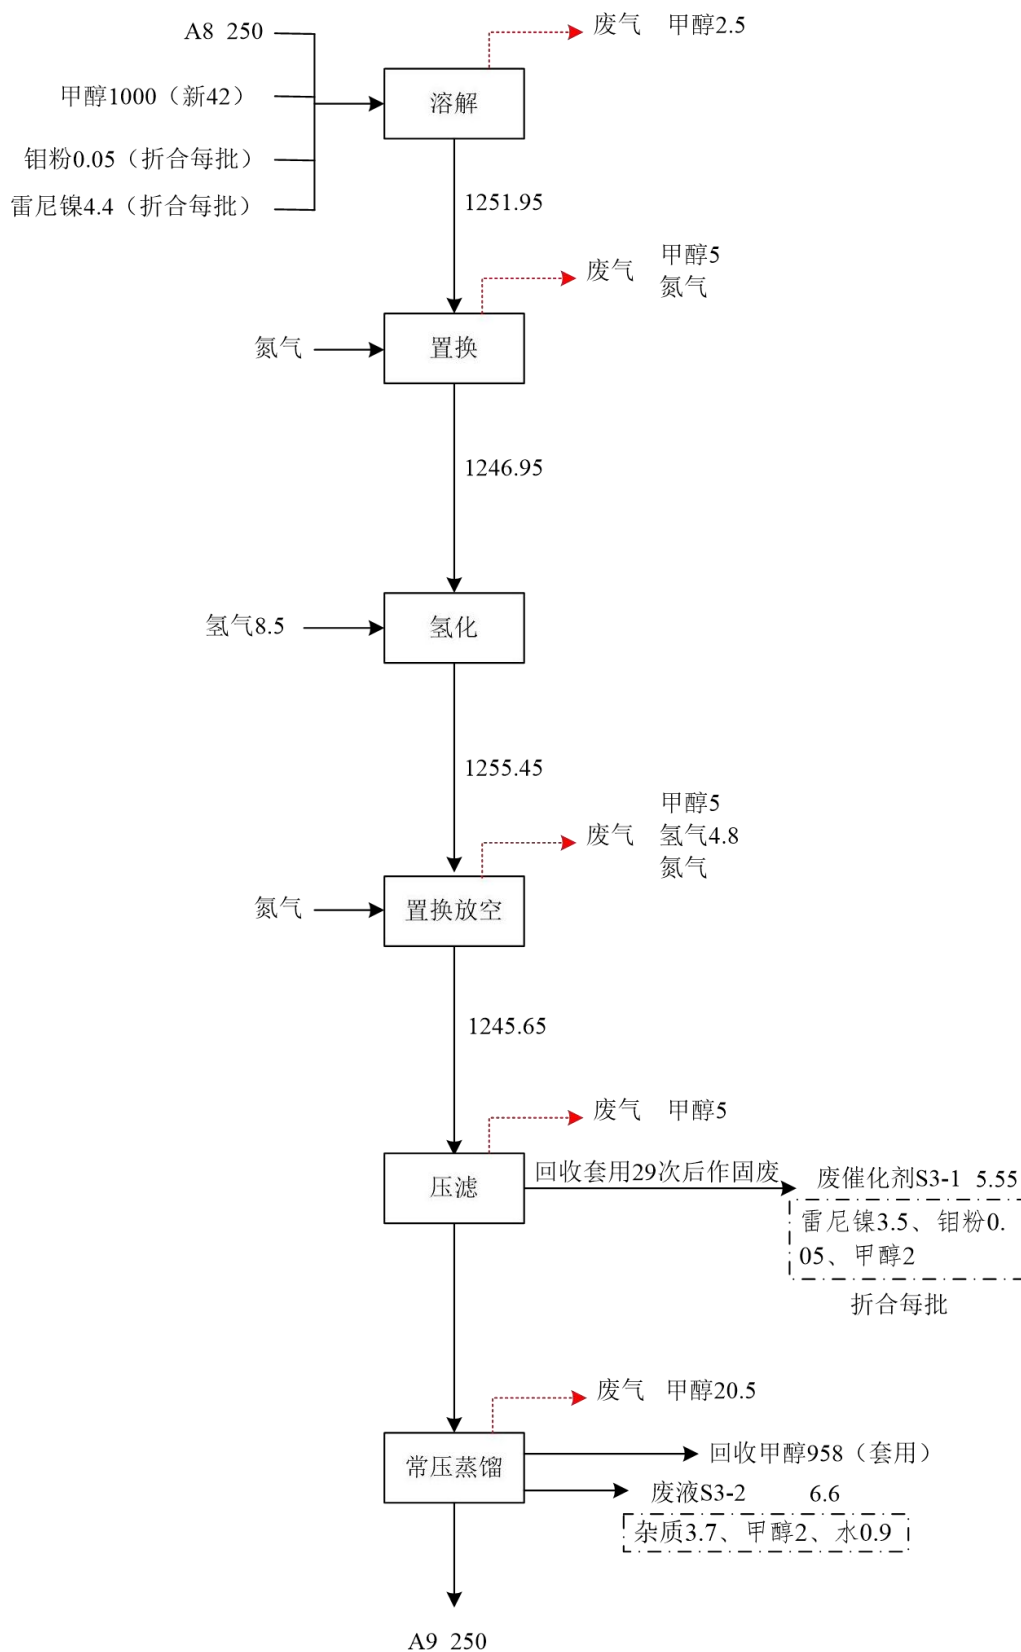 A8 250
废气 甲醇2.5
甲醇1000（新42）
溶解
钼粉0.05（折合每批）
雷尼镍4.4（折合每批）
1251.95
废气 甲醇5
氮气
氮气
置换
1246.95
氢气8.5
氢化
1255.45
甲醇5
废气 氢气4.8
氮气
氮气
置换放空
1245.65
废气 甲醇5
压滤
回收套用29次后作固废
废催化剂S3-1 5.55
雷尼镍3.5、钼粉0.
05、甲醇2
折合每批
废气 甲醇20.5
常压蒸馏
回收甲醇958（套用）
废液S3-2 6.6
杂质3.7、甲醇2、水0.9
A9 250